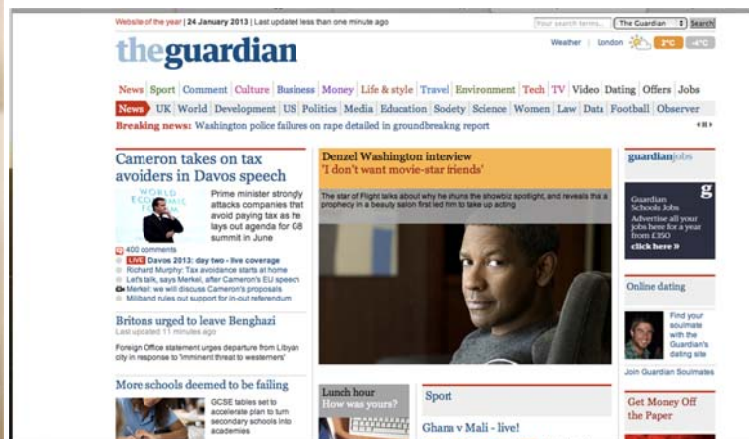 Website of the year | 24 January 2013 | Last updated less than one minute ago
Your search terms... The Guardian Search
theguardian
Weather | London 2°C -4°C
News Sport Comment Culture Business Money Life & style Travel Environment Tech TV Video Dating Offers Jobs
News UK World Development US Politics Media Education Society Science Women Law Data Football Observer
Breaking news: Washington police failures on rape detailed in groundbreakng report
Cameron takes on tax
avoiders in Davos speech
WORLD
ECONOMIC
Prime minister strongly
attacks companies that
avoid paying tax as he
lays out agenda for G8
summit in June
400 comments
LIVE Davos 2013: day two - live coverage
Richard Murphy: Tax avoidance starts at home
Let's talk, says Merkel, after Cameron's EU speech
Merkel: we will discuss Cameron's proposals
Miliband rules out support for in-out referendum
Britons urged to leave Benghazi
Last updated 11 minutes ago
Foreign Office statement urges departure from Libyan
city in response to 'imminent threat to westerners'
More schools deemed to be failing
GCSE tables set to
accelerate plan to turn
secondary schools into
academies
Denzel Washington interview
'I don't want movie-star friends'
The star of Flight talks about why he shuns the showbiz spotlight, and reveals the a
prophecy in a beauty salon first led him to take up acting
Lunch hour
How was yours?
Sport
Ghana v Mali - live!
guardianjobs
g
Guardian
Schools Jobs
Advertise all your
jobs here for a year
from £350
click here »
Online dating
Find your
soulmate
with the
Guardian's
dating site
Join Guardian Soulmates
Get Money Off
the Paper